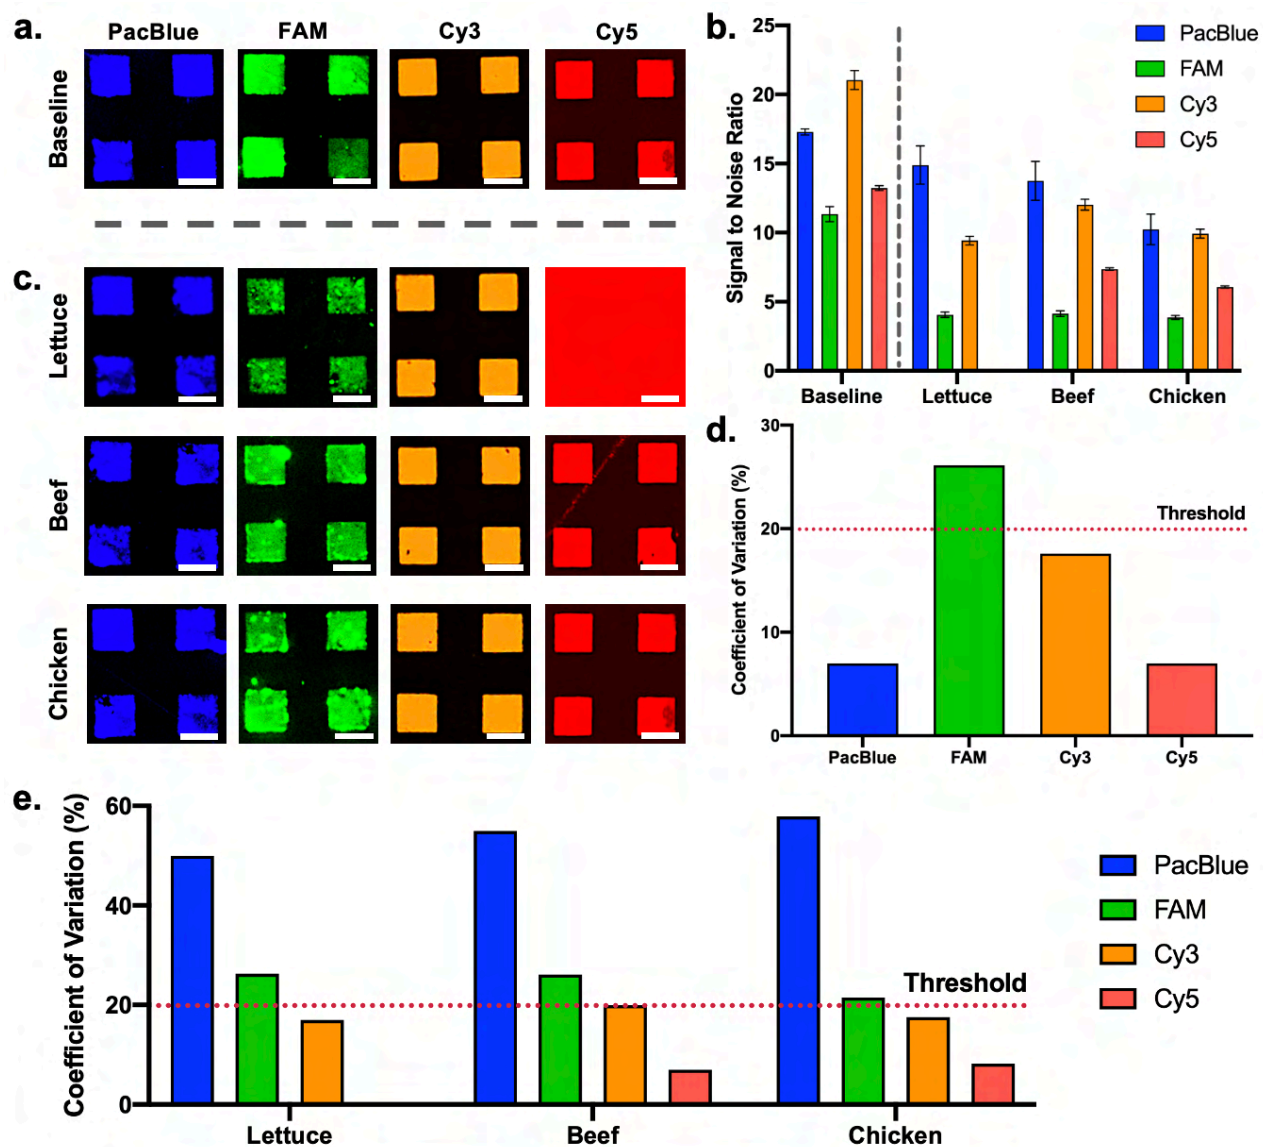 a.
PacBlue FAM Cy3 Cy5
Baseline
b.
25
20
15
10
5
0
Signal to Noise Ratio
PacBlue
FAM
Cy3
Cy5
Baseline Lettuce Beef Chicken
c.
Lettuce
Beef
Chicken
d.
30
20
10
0
Coefficient of Variation (%)
Threshold
PacBlue FAM Cy3 Cy5
e.
60
40
20
0
Coefficient of Variation (%)
Threshold
PacBlue
FAM
Cy3
Cy5
Lettuce Beef Chicken